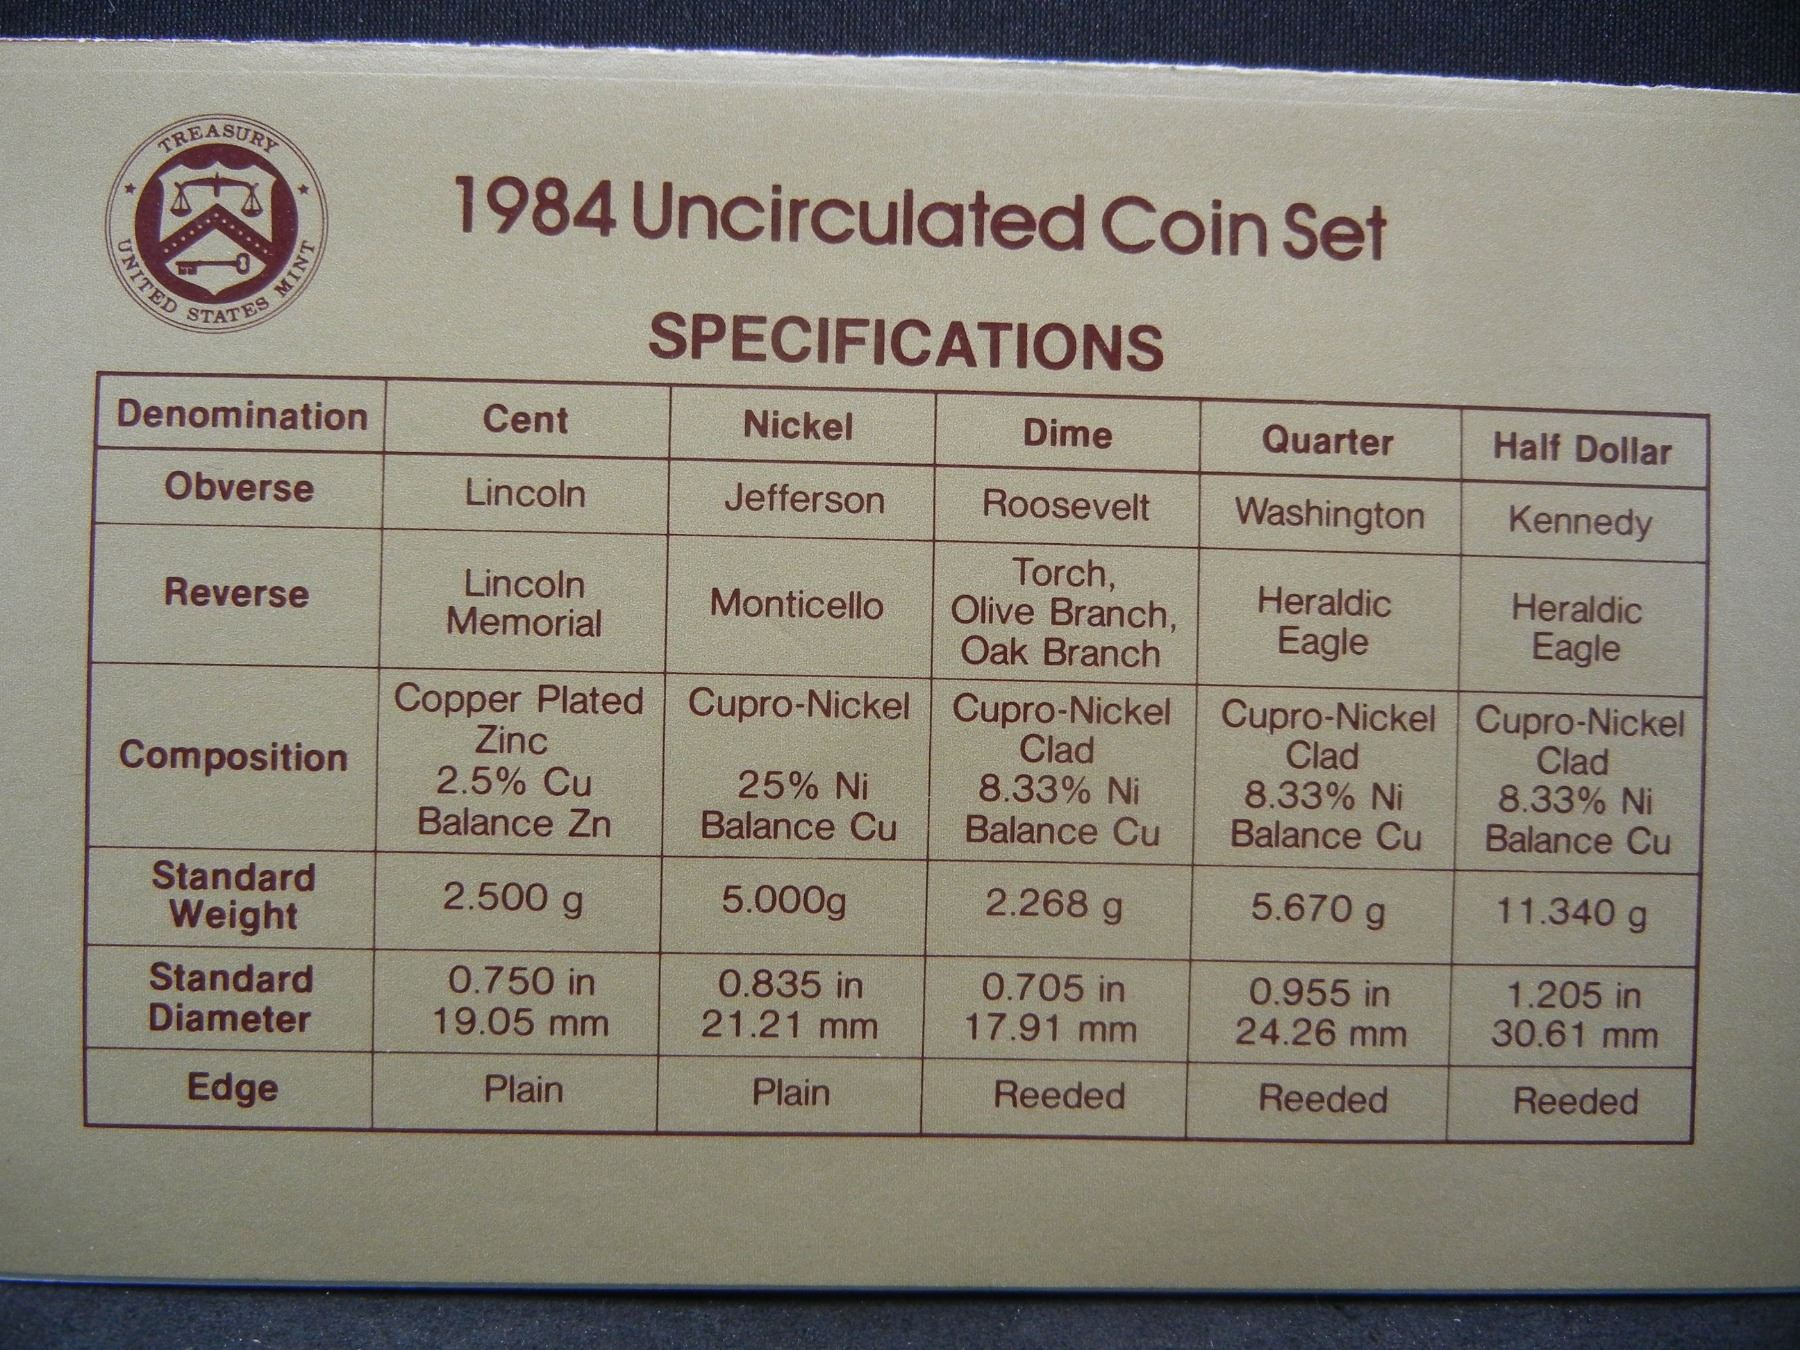 TREASURY
UNITED STATES MINT
1984 Uncirculated Coin Set
SPECIFICATIONS
Denomination Cent Nickel Dime Quarter Half Dollar
Obverse Lincoln Jefferson Roosevelt Washington Kennedy
Reverse Lincoln Memorial Monticello Torch, Olive Branch, Oak Branch Heraldic Eagle Heraldic Eagle
Composition Copper Plated Zinc 2.5% Cu Balance Zn Cupro-Nickel 25% Ni Balance Cu Cupro-Nickel Clad 8.33% Ni Balance Cu Cupro-Nickel Clad 8.33% Ni Balance Cu Cupro-Nickel Clad 8.33% Ni Balance Cu
Standard Weight 2.500 g 5.000g 2.268 g 5.670 g 11.340 g
Standard Diameter 0.750 in 19.05 mm 0.835 in 21.21 mm 0.705 in 17.91 mm 0.955 in 24.26 mm 1.205 in 30.61 mm
Edge Plain Plain Reeded Reeded Reeded